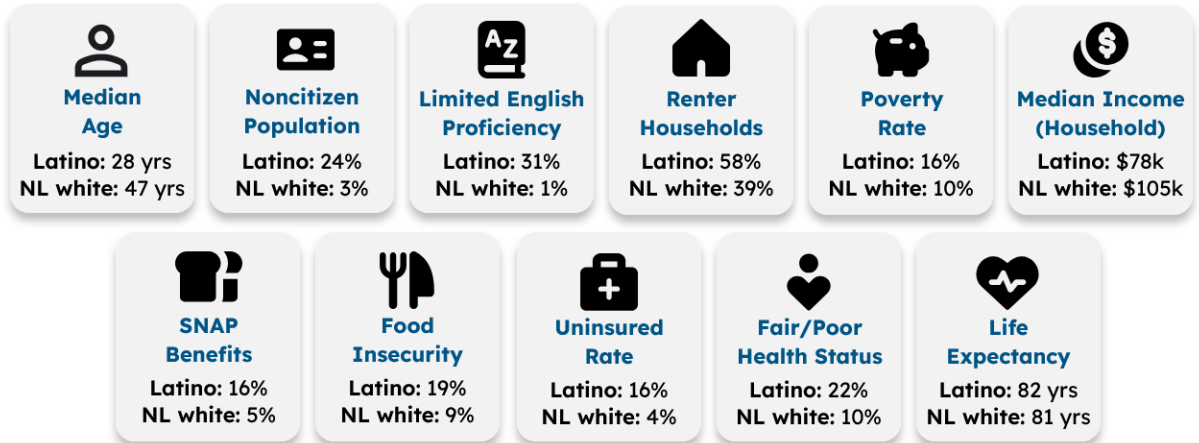 A Z
$
Median
Age
Latino: 28 yrs
NL white: 47 yrs
Noncitizen
Population
Latino: 24%
NL white: 3%
Limited English
Proficiency
Latino: 31%
NL white: 1%
Renter
Households
Latino: 58%
NL white: 39%
Poverty
Rate
Latino: 16%
NL white: 10%
Median Income
(Household)
Latino: $78k
NL white: $105k
SNAP
Benefits
Latino: 16%
NL white: 5%
Food
Insecurity
Latino: 19%
NL white: 9%
Uninsured
Rate
Latino: 16%
NL white: 4%
Fair/Poor
Health Status
Latino: 22%
NL white: 10%
Life
Expectancy
Latino: 82 yrs
NL white: 81 yrs